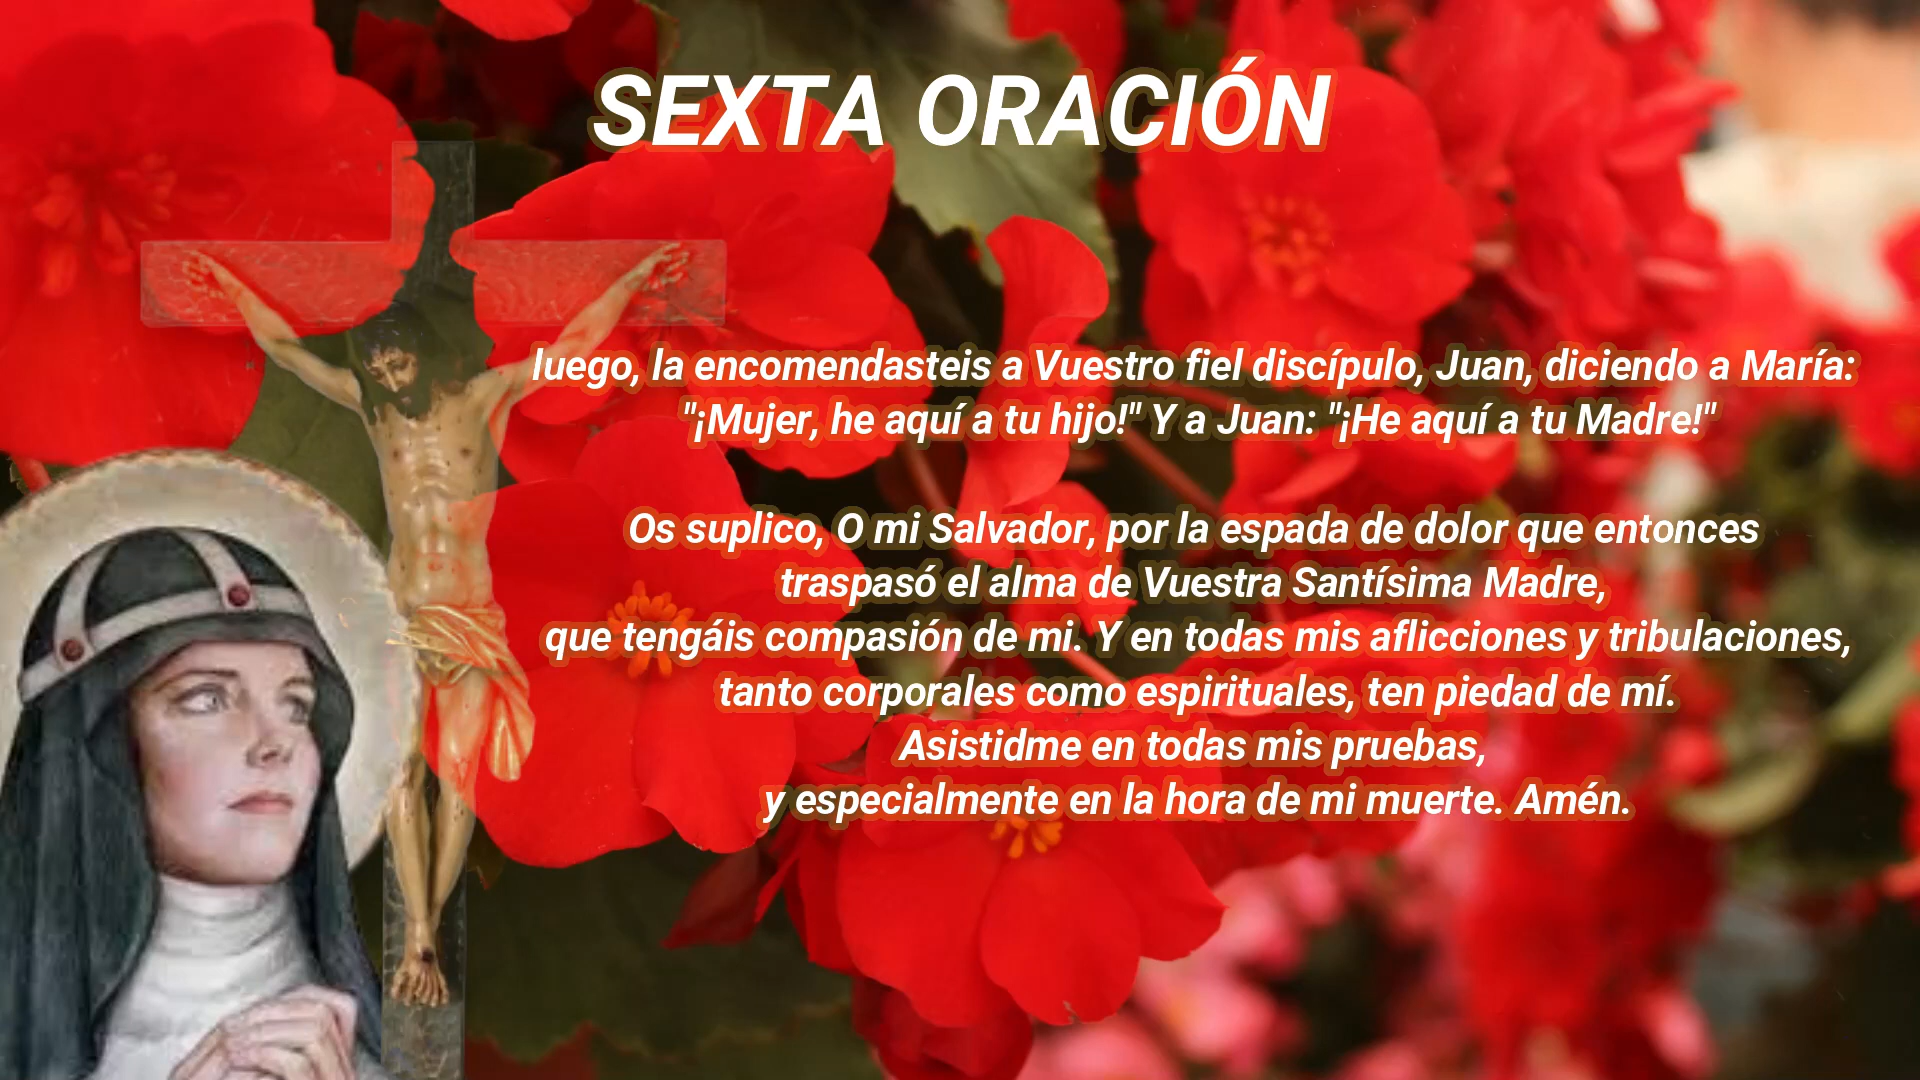 SEXTA ORACIÓN
luego, la encomendasteis a Vuestro fiel discípulo, Juan, diciendo a María:
"¡Mujer, he aquí a tu hijo!" Y a Juan: "¡He aquí a tu Madre!"
Os suplico, O mi Salvador, por la espada de dolor que entonces
traspasó el alma de Vuestra Santísima Madre,
que tengáis compasión de mi. Y en todas mis aflicciones y tribulaciones,
tanto corporales como espirituales, ten piedad de mí.
Asistidme en todas mis pruebas,
y especialmente en la hora de mi muerte. Amén.